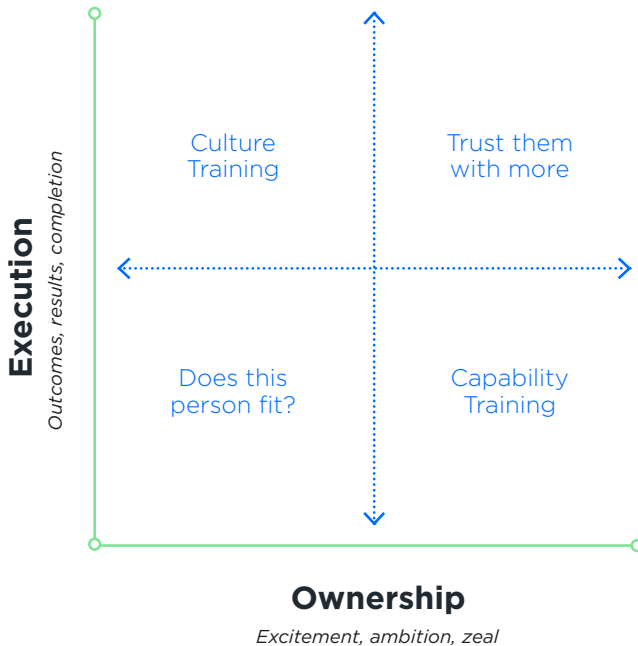 Execution
Outcomes, results, completion
Culture
Training
Trust them
with more
Does this
person fit?
Capability
Training
Ownership
Excitement, ambition, zeal